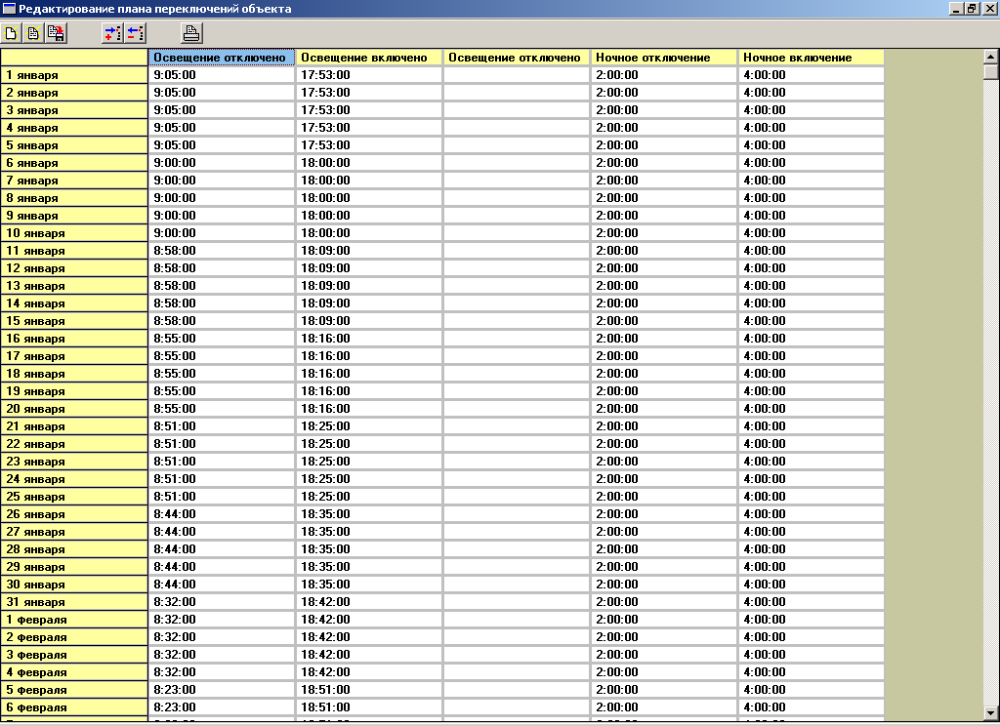 Редактирование плана переключений объекта
Освещение отключено Освещение включено Освещение отключено Ночное отключение Ночное включение
1 января 9:05:00 17:53:00 2:00:00 4:00:00
2 января 9:05:00 17:53:00 2:00:00 4:00:00
3 января 9:05:00 17:53:00 2:00:00 4:00:00
4 января 9:05:00 17:53:00 2:00:00 4:00:00
5 января 9:05:00 17:53:00 2:00:00 4:00:00
6 января 9:00:00 18:00:00 2:00:00 4:00:00
7 января 9:00:00 18:00:00 2:00:00 4:00:00
8 января 9:00:00 18:00:00 2:00:00 4:00:00
9 января 9:00:00 18:00:00 2:00:00 4:00:00
10 января 9:00:00 18:00:00 2:00:00 4:00:00
11 января 8:58:00 18:09:00 2:00:00 4:00:00
12 января 8:58:00 18:09:00 2:00:00 4:00:00
13 января 8:58:00 18:09:00 2:00:00 4:00:00
14 января 8:58:00 18:09:00 2:00:00 4:00:00
15 января 8:58:00 18:09:00 2:00:00 4:00:00
16 января 8:55:00 18:16:00 2:00:00 4:00:00
17 января 8:55:00 18:16:00 2:00:00 4:00:00
18 января 8:55:00 18:16:00 2:00:00 4:00:00
19 января 8:55:00 18:16:00 2:00:00 4:00:00
20 января 8:55:00 18:16:00 2:00:00 4:00:00
21 января 8:51:00 18:25:00 2:00:00 4:00:00
22 января 8:51:00 18:25:00 2:00:00 4:00:00
23 января 8:51:00 18:25:00 2:00:00 4:00:00
24 января 8:51:00 18:25:00 2:00:00 4:00:00
25 января 8:51:00 18:25:00 2:00:00 4:00:00
26 января 8:44:00 18:35:00 2:00:00 4:00:00
27 января 8:44:00 18:35:00 2:00:00 4:00:00
28 января 8:44:00 18:35:00 2:00:00 4:00:00
29 января 8:44:00 18:35:00 2:00:00 4:00:00
30 января 8:44:00 18:35:00 2:00:00 4:00:00
31 января 8:32:00 18:42:00 2:00:00 4:00:00
1 февраля 8:32:00 18:42:00 2:00:00 4:00:00
2 февраля 8:32:00 18:42:00 2:00:00 4:00:00
3 февраля 8:32:00 18:42:00 2:00:00 4:00:00
4 февраля 8:32:00 18:42:00 2:00:00 4:00:00
5 февраля 8:23:00 18:51:00 2:00:00 4:00:00
6 февраля 8:23:00 18:51:00 2:00:00 4:00:00